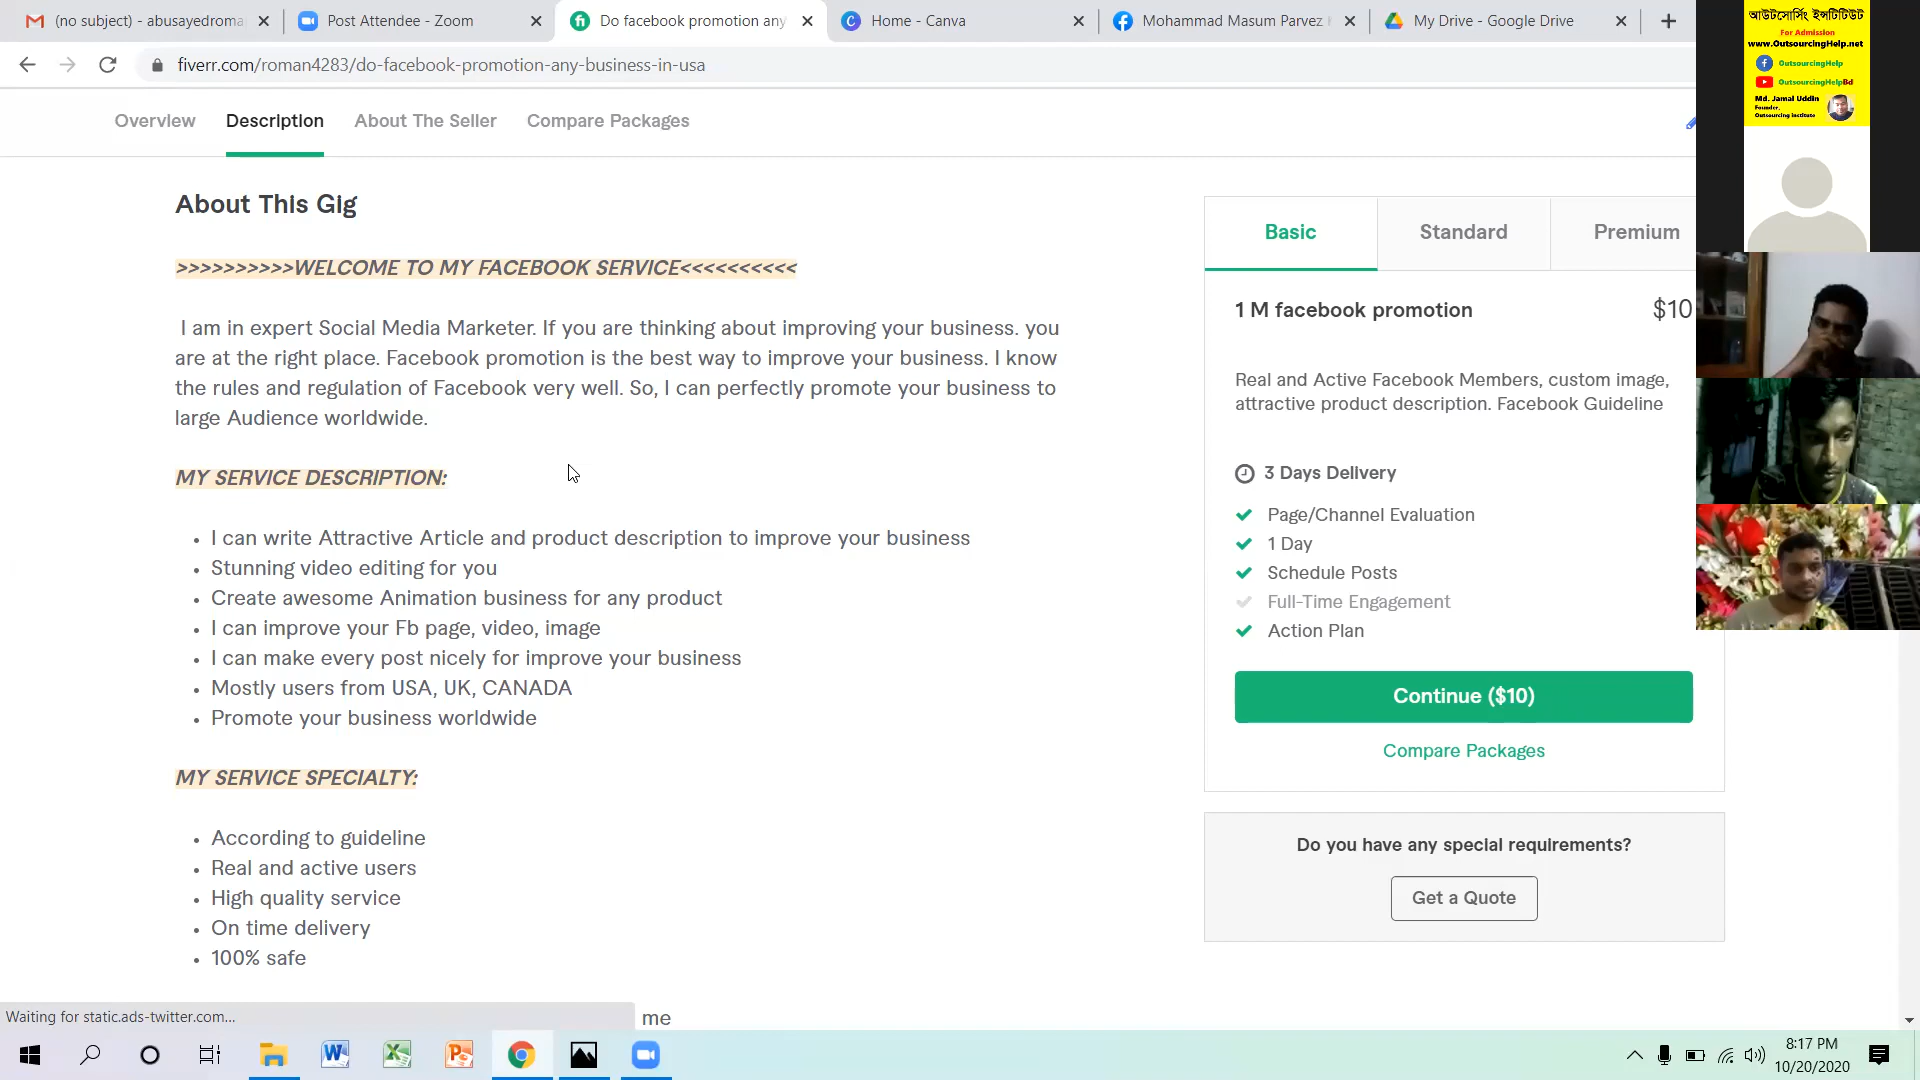 (no subject) - abusayedroma
Post Attendee - Zoom
Do facebook promotion any
Home - Canva
Mohammad Masum Parvez
My Drive - Google Drive
fiverr.com/roman4283/do-facebook-promotion-any-business-in-usa
আউটসোর্সিং ইন্সটিটিউট
For Admission
www.OutsourcingHelp.net
OutsourcingHelp
OutsourcingHelpBd
Md. Jamal Uddin
Founder,
Outsourcing Institute
Overview
Description
About The Seller
Compare Packages
About This Gig
>>>>>>>>>>WELCOME TO MY FACEBOOK SERVICE<<<<<<<<<<
I am in expert Social Media Marketer. If you are thinking about improving your business. you
are at the right place. Facebook promotion is the best way to improve your business. I know
the rules and regulation of Facebook very well. So, I can perfectly promote your business to
large Audience worldwide.
MY SERVICE DESCRIPTION:
• I can write Attractive Article and product description to improve your business
• Stunning video editing for you
• Create awesome Animation business for any product
• I can improve your Fb page, video, image
• I can make every post nicely for improve your business
• Mostly users from USA, UK, CANADA
• Promote your business worldwide
MY SERVICE SPECIALTY:
• According to guideline
• Real and active users
• High quality service
• On time delivery
• 100% safe
me
Basic
Standard
Premium
1 M facebook promotion
$10
Real and Active Facebook Members, custom image,
attractive product description. Facebook Guideline
3 Days Delivery
Page/Channel Evaluation
1 Day
Schedule Posts
Full-Time Engagement
Action Plan
Continue ($10)
Compare Packages
Do you have any special requirements?
Get a Quote
Waiting for static.ads-twitter.com...
8:17 PM
10/20/2020